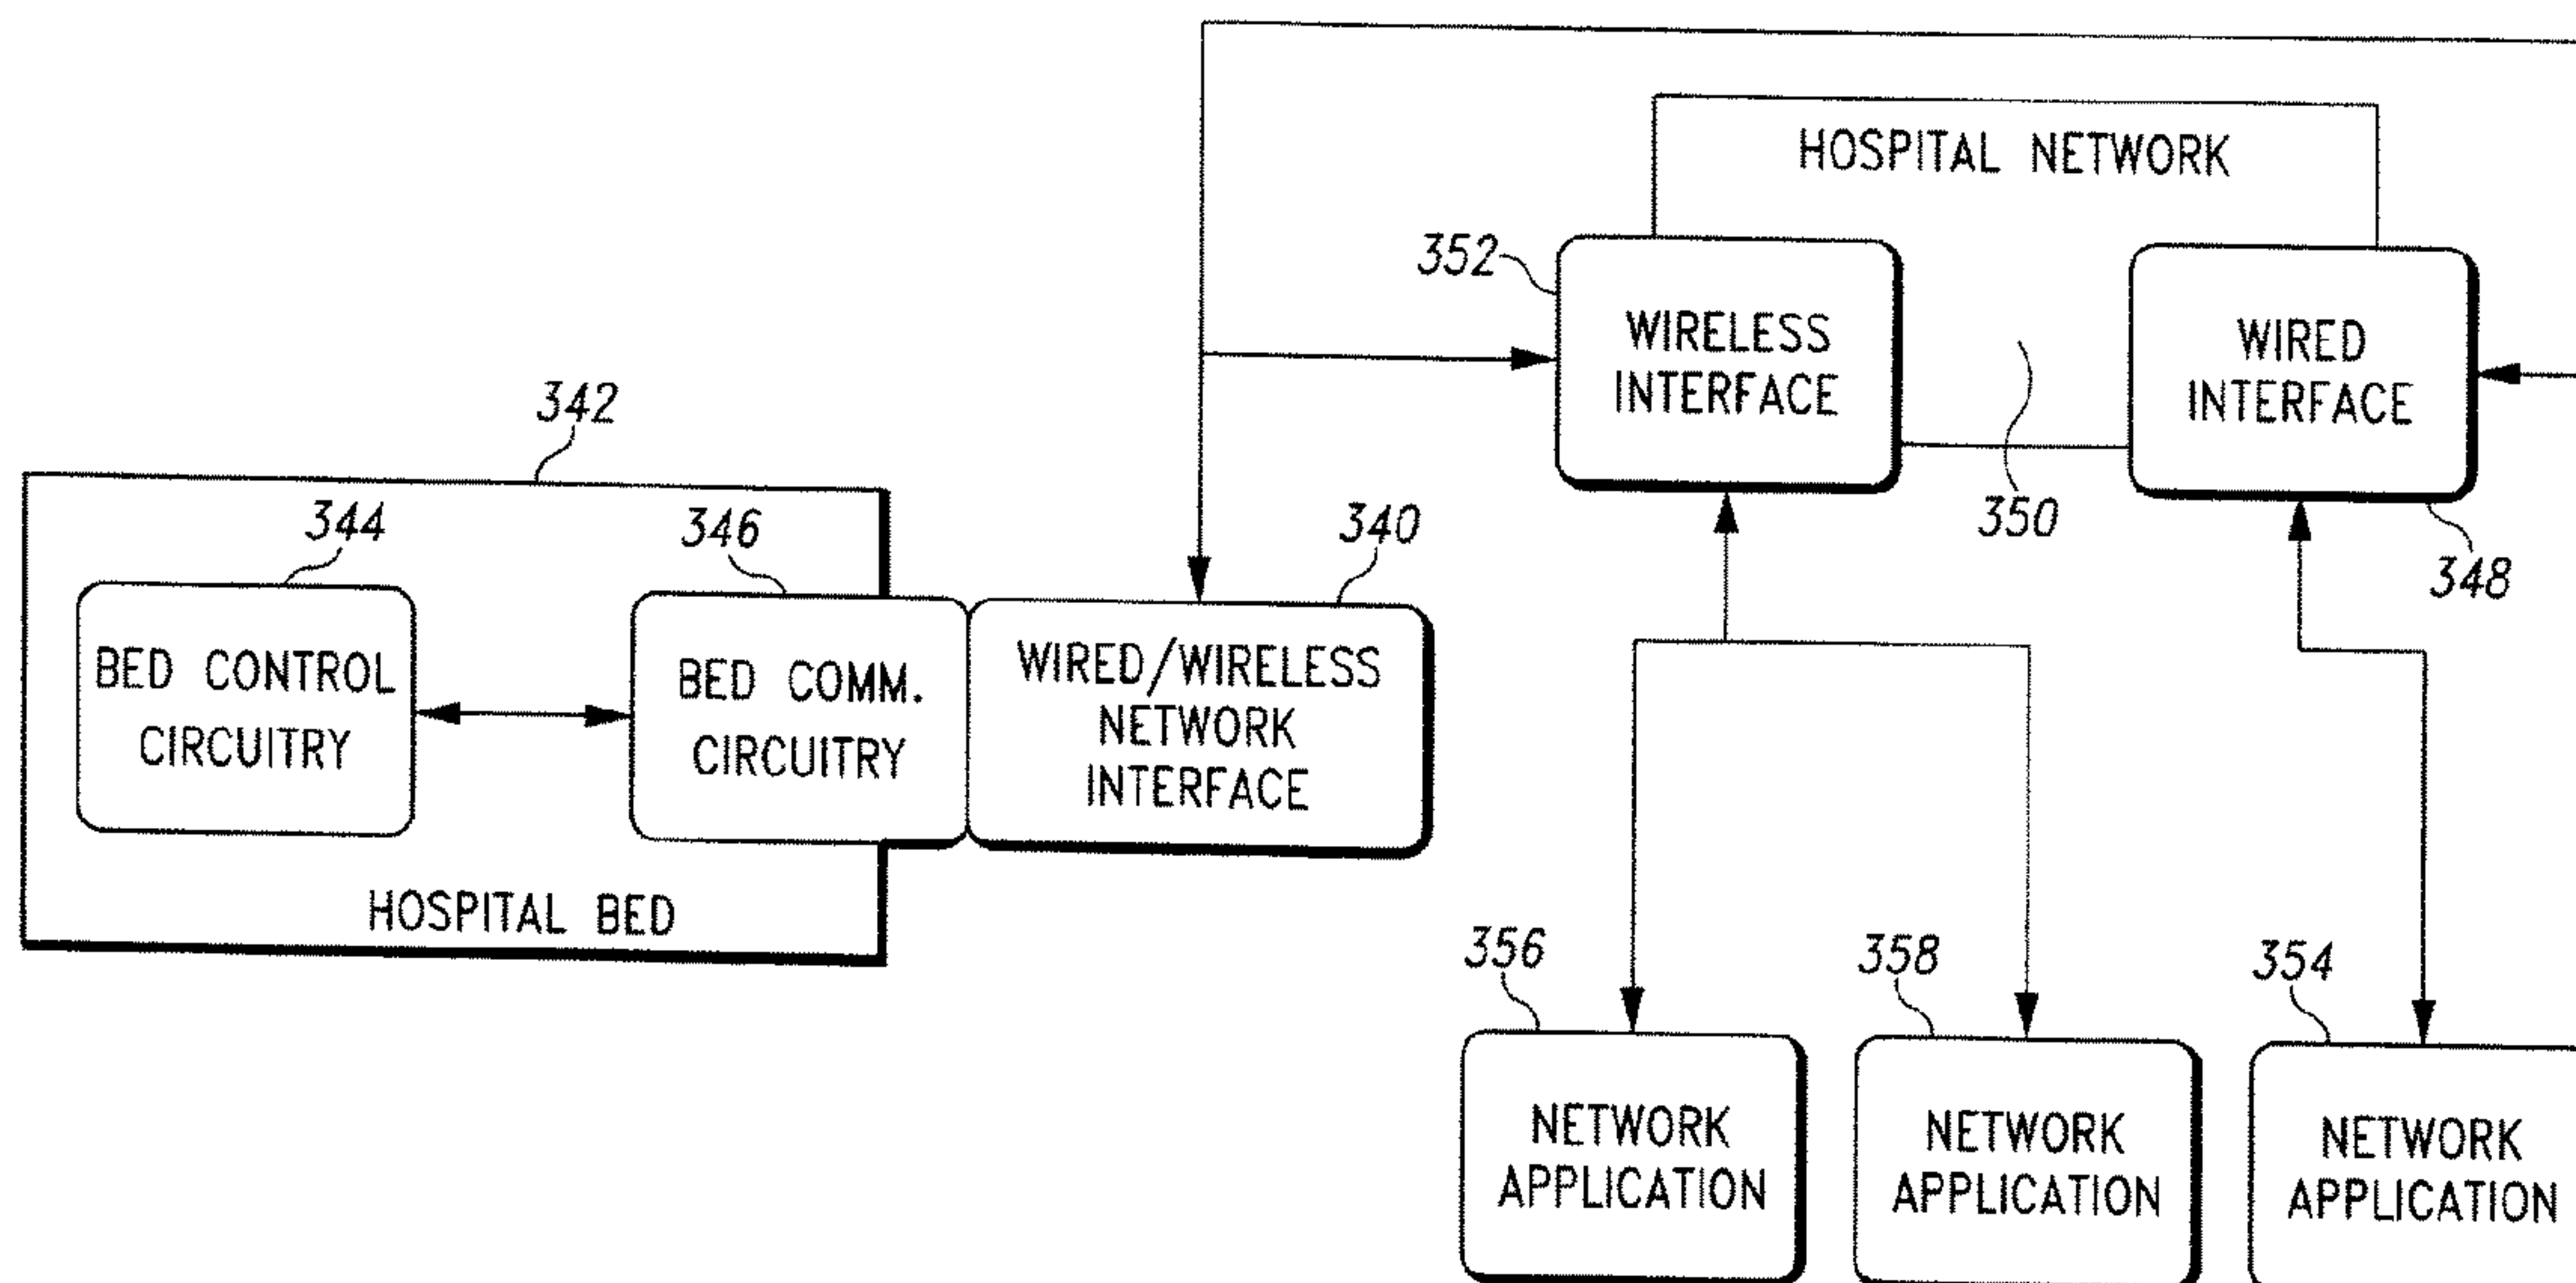 HOSPITAL NETWORK
352
WIRELESS
INTERFACE
WIRED
INTERFACE
350
348
342
344
346
340
BED CONTROL
CIRCUITRY
BED COMM.
CIRCUITRY
WIRED/WIRELESS
NETWORK
INTERFACE
HOSPITAL BED
356
358
354
NETWORK
APPLICATION
NETWORK
APPLICATION
NETWORK
APPLICATION